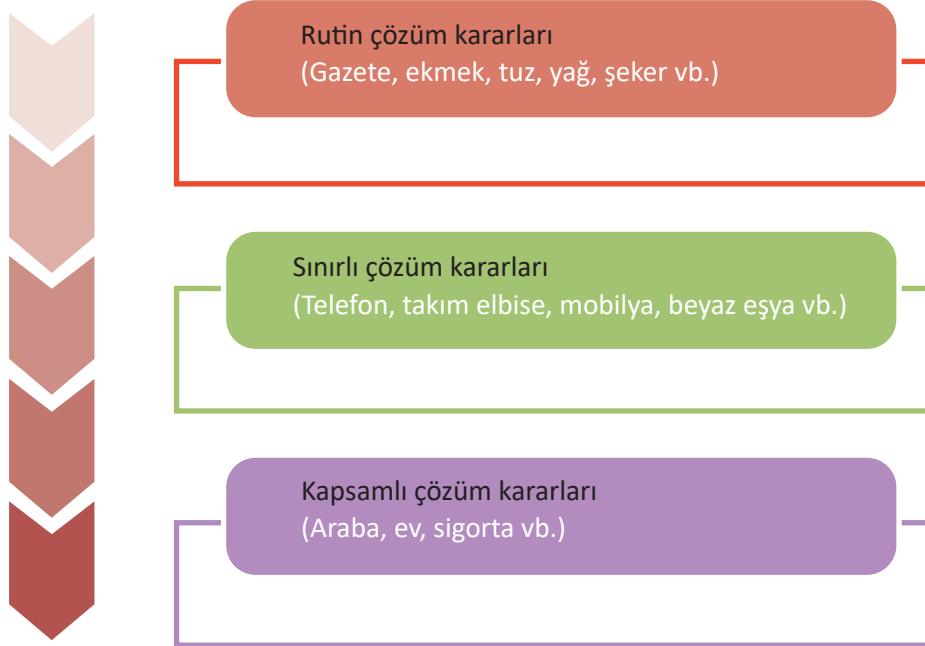 Rutin çözüm kararları
(Gazete, ekmek, tuz, yağ, şeker vb.)
Sınırlı çözüm kararları
(Telefon, takım elbise, mobilya, beyaz eşya vb.)
Kapsamlı çözüm kararları
(Araba, ev, sigorta vb.)